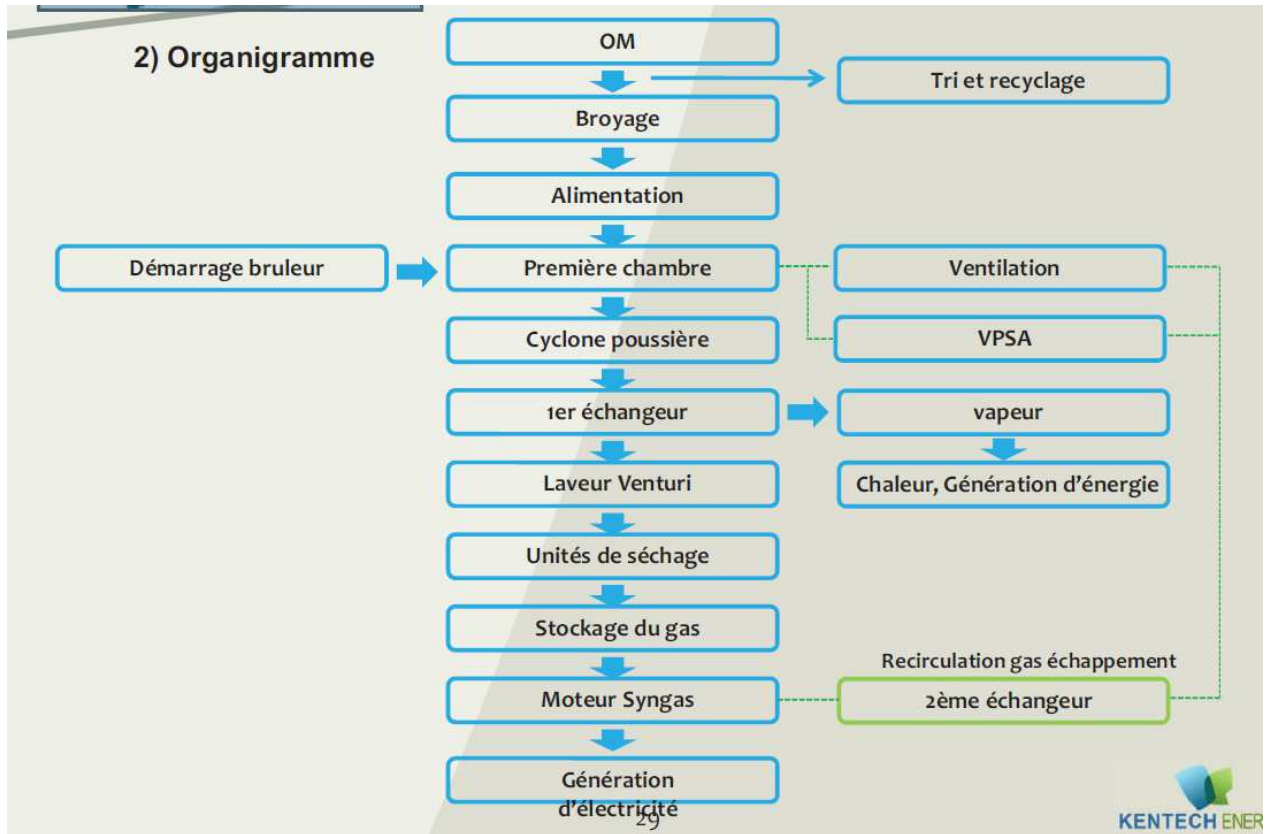 2) Organigramme
OM
Tri et recyclage
Broyage
Alimentation
Démarrage bruleur
Première chambre
Ventilation
Cyclone poussière
VPSA
1er échangeur
vapeur
Laveur Venturi
Chaleur, Génération d'énergie
Unités de séchage
Stockage du gas
Recirculation gas échappement
Moteur Syngas
2ème échangeur
Génération
d'électricité
29
KENTECH ENER